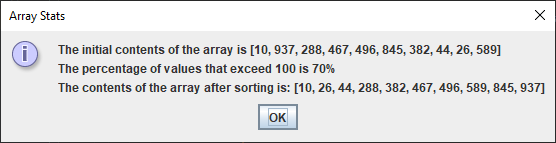 Array Stats
The initial contents of the array is [10, 937, 288, 467, 496, 845, 382, 44, 26, 589]
The percentage of values that exceed 100 is 70%
The contents of the array after sorting is: [10, 26, 44, 288, 382, 467, 496, 589, 845, 937]
OK